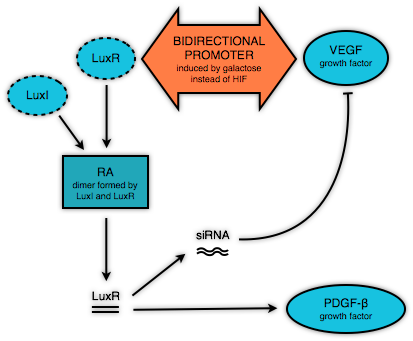 LuxR
BIDIRECTIONAL
PROMOTER
induced by galactose
instead of HIF
VEGF
growth factor
LuxI
RA
dimer formed by
LuxI and LuxR
siRNA
LuxR
PDGF-β
growth factor